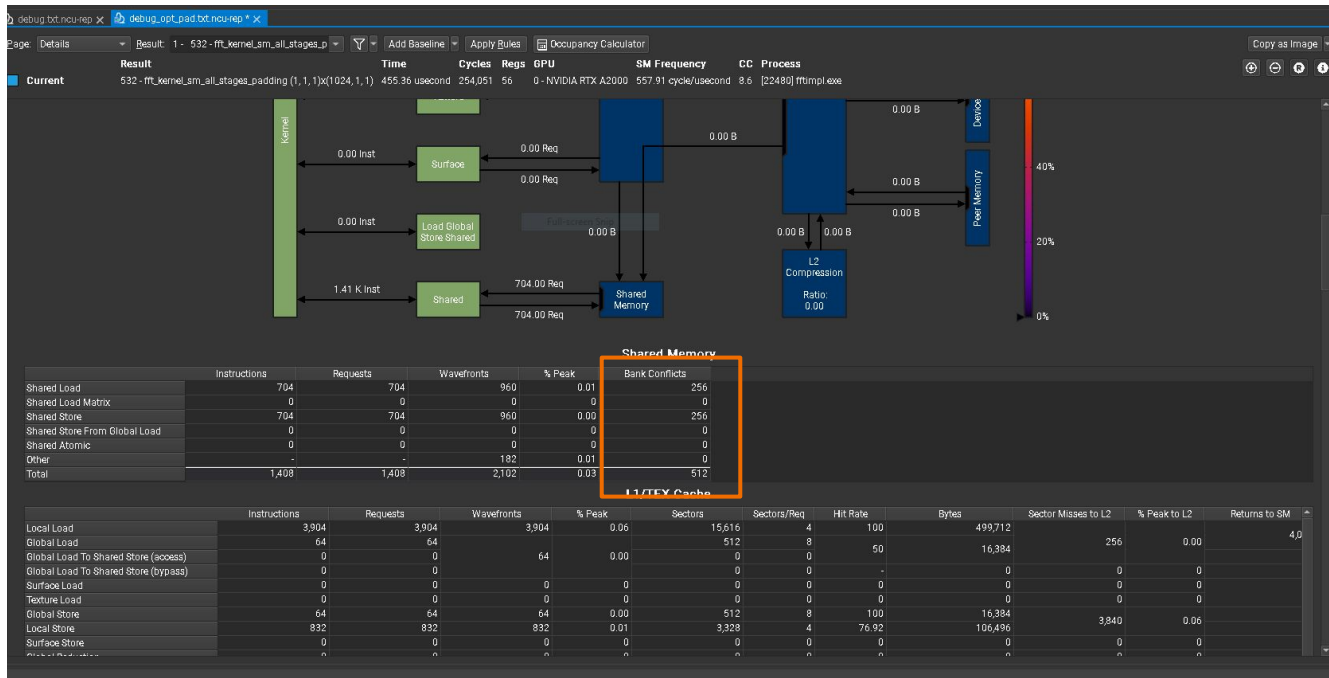 debug.txt.ncu-rep × debug_opt_pad.txt.ncu-rep * ×
Page: Details Result: 1 - 532 - fft_kernel_sm_all_stages_p Add Baseline Apply Rules Occupancy Calculator Copy as Image
Result Time Cycles Regs GPU SM Frequency CC Process
Current 532 - fft_kernel_sm_all_stages_padding (1, 1, 1)x(1024, 1, 1) 455.36 usecond 254,051 56 0 - NVIDIA RTX A2000 557.91 cycle/usecond 8.6 [22480] fftimpl.exe
Kernel
0.00 Inst
Surface
0.00 Req
0.00 Req
0.00 B
0.00 B
Device
0.00 B
0.00 B
Peer Memory
40%
20%
0%
0.00 Inst
Load Global
Store Shared
0.00 B
0.00 B
0.00 B
L2
Compression
Ratio:
0.00
1.41 K Inst
Shared
704.00 Req
704.00 Req
Shared
Memory
Shared Memory
Instructions Requests Wavefronts % Peak Bank Conflicts
Shared Load 704 704 960 0.01 256
Shared Load Matrix 0 0 0 0 0
Shared Store 704 704 960 0.00 256
Shared Store From Global Load 0 0 0 0 0
Shared Atomic 0 0 0 0 0
Other - - 182 0.01 0
Total 1,408 1,408 2,102 0.03 512
L1/TEX Cache
Instructions Requests Wavefronts % Peak Sectors Sectors/Req Hit Rate Bytes Sector Misses to L2 % Peak to L2 Returns to SM
Local Load 3,904 3,904 3,904 0.06 15,616 4 100 499,712
Global Load 64 64 512 8 50 16,384 256 0.00 4,0
Global Load To Shared Store (access) 0 0 64 0.00 0 0
Global Load To Shared Store (bypass) 0 0 0 0 - 0 0
Surface Load 0 0 0 0 0 0 0 0 0 0
Texture Load 0 0 0 0 0 0 0 0 0 0
Global Store 64 64 64 0.00 512 8 100 16,384 3,840 0.06
Local Store 832 832 832 0.01 3,328 4 76.92 106,496
Surface Store 0 0 0 0 0 0 0 0 0 0